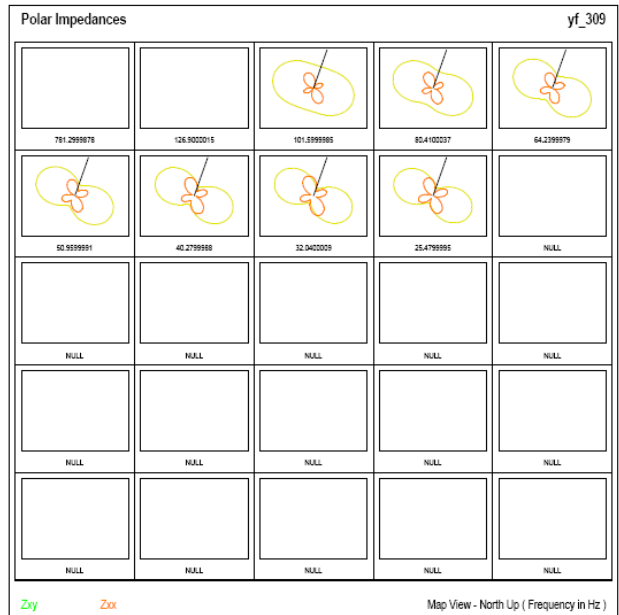 Polar Impedances yf_309
781.2999878 126.9000015 101.5999985 80.4100037 64.2399979
50.9599991 40.2799988 32.0400009 25.4799995 NULL
NULL NULL NULL NULL NULL
NULL NULL NULL NULL NULL
NULL NULL NULL NULL NULL
Zxy Zxx Map View - North Up ( Frequency in Hz )